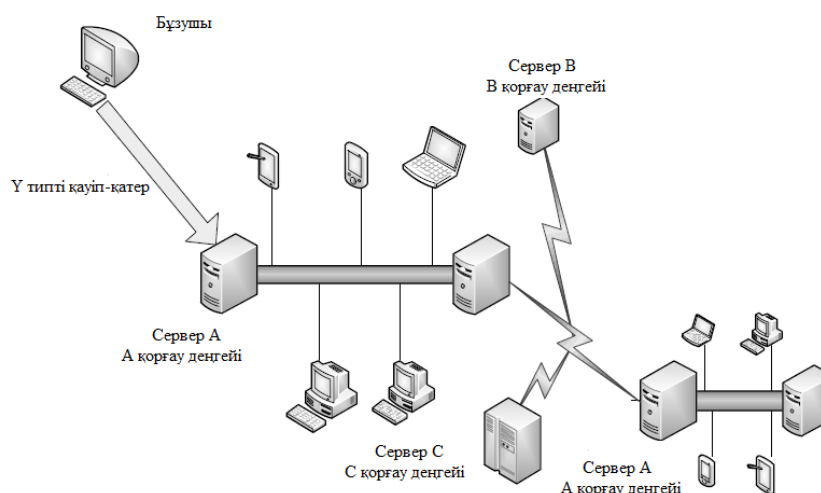 Бұзушы
Сервер В
В қорғау деңгейі
Ү типті қауіп-қатер
Сервер А
А қорғау деңгейі
Сервер С
С қорғау деңгейі
Сервер А
А қорғау деңгейі